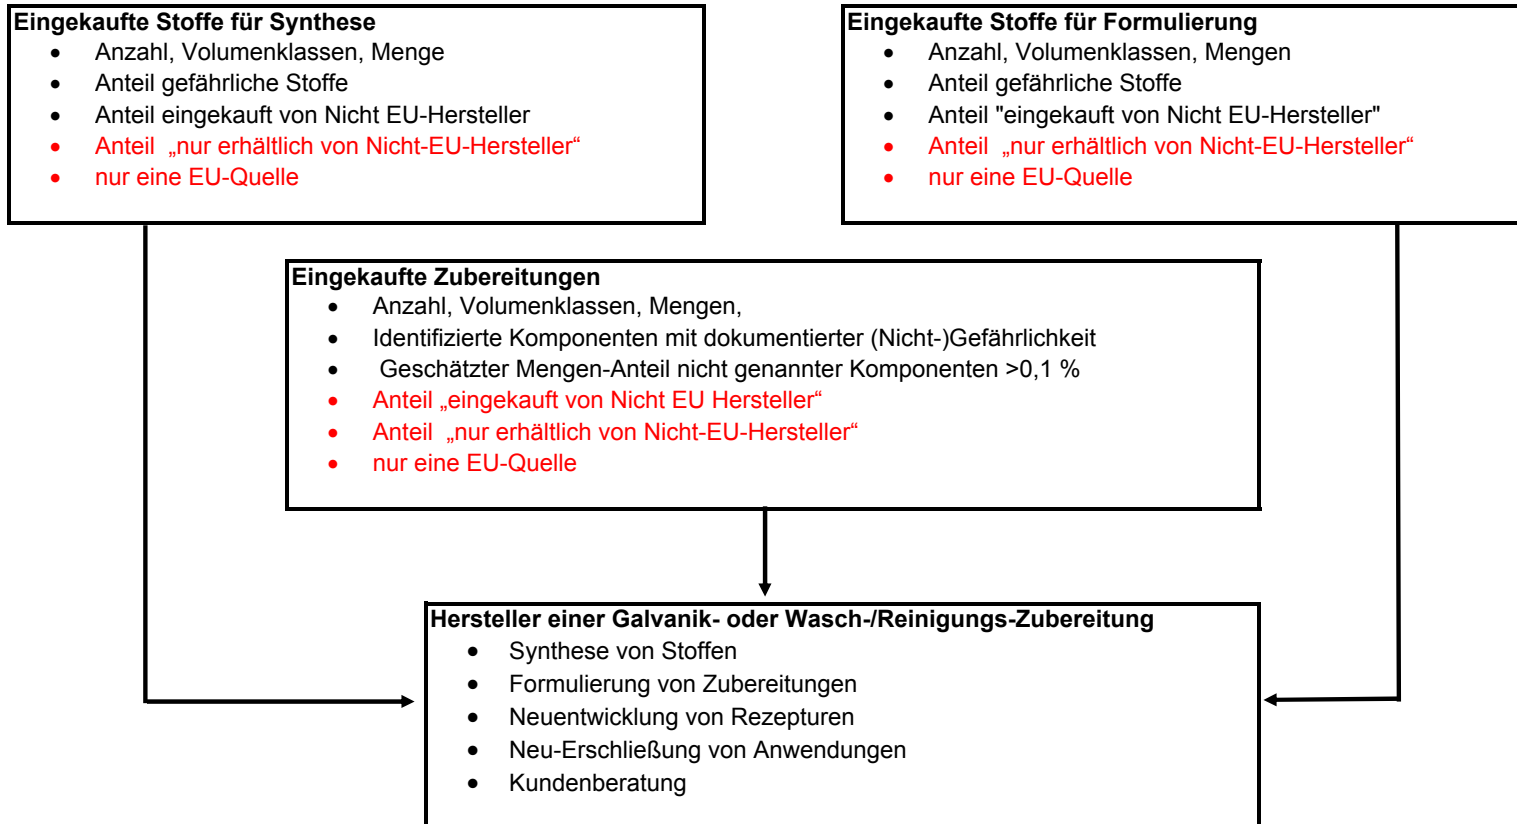 Eingekaufte Stoffe für Synthese
• Anzahl, Volumenklassen, Menge
• Anteil gefährliche Stoffe
• Anteil eingekauft von Nicht EU-Hersteller
• Anteil „nur erhältlich von Nicht-EU-Hersteller“
• nur eine EU-Quelle
Eingekaufte Stoffe für Formulierung
• Anzahl, Volumenklassen, Mengen
• Anteil gefährliche Stoffe
• Anteil "eingekauft von Nicht EU-Hersteller"
• Anteil „nur erhältlich von Nicht-EU-Hersteller“
• nur eine EU-Quelle
Eingekaufte Zubereitungen
• Anzahl, Volumenklassen, Mengen,
• Identifizierte Komponenten mit dokumentierter (Nicht-)Gefährlichkeit
• Geschätzter Mengen-Anteil nicht genannter Komponenten >0,1 %
• Anteil „eingekauft von Nicht EU Hersteller“
• Anteil „nur erhältlich von Nicht-EU-Hersteller“
• nur eine EU-Quelle
Hersteller einer Galvanik- oder Wasch-/Reinigungs-Zubereitung
• Synthese von Stoffen
• Formulierung von Zubereitungen
• Neuentwicklung von Rezepturen
• Neu-Erschließung von Anwendungen
• Kundenberatung